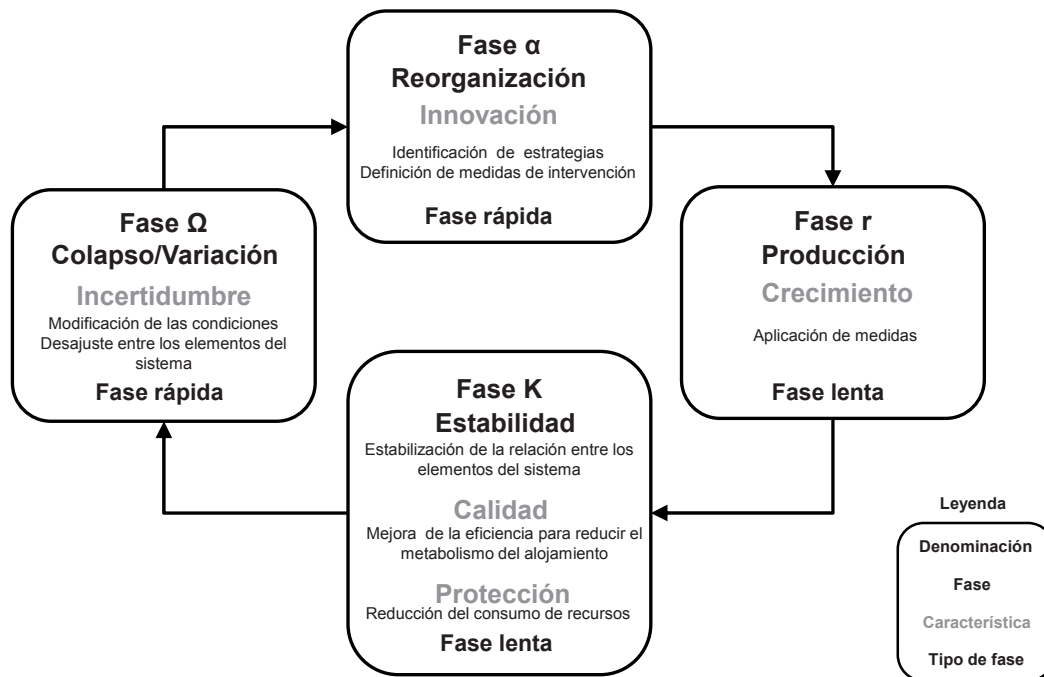 Fase α
Reorganización
Innovación
Identificación de estrategias
Definición de medidas de intervención
Fase rápida
Fase r
Producción
Crecimiento
Aplicación de medidas
Fase lenta
Fase K
Estabilidad
Estabilización de la relación entre los
elementos del sistema
Calidad
Mejora de la eficiencia para reducir el
metabolismo del alojamiento
Protección
Reducción del consumo de recursos
Fase lenta
Fase Ω
Colapso/Variación
Incertidumbre
Modificación de las condiciones
Desajuste entre los elementos del
sistema
Fase rápida
Leyenda
Denominación
Fase
Característica
Tipo de fase